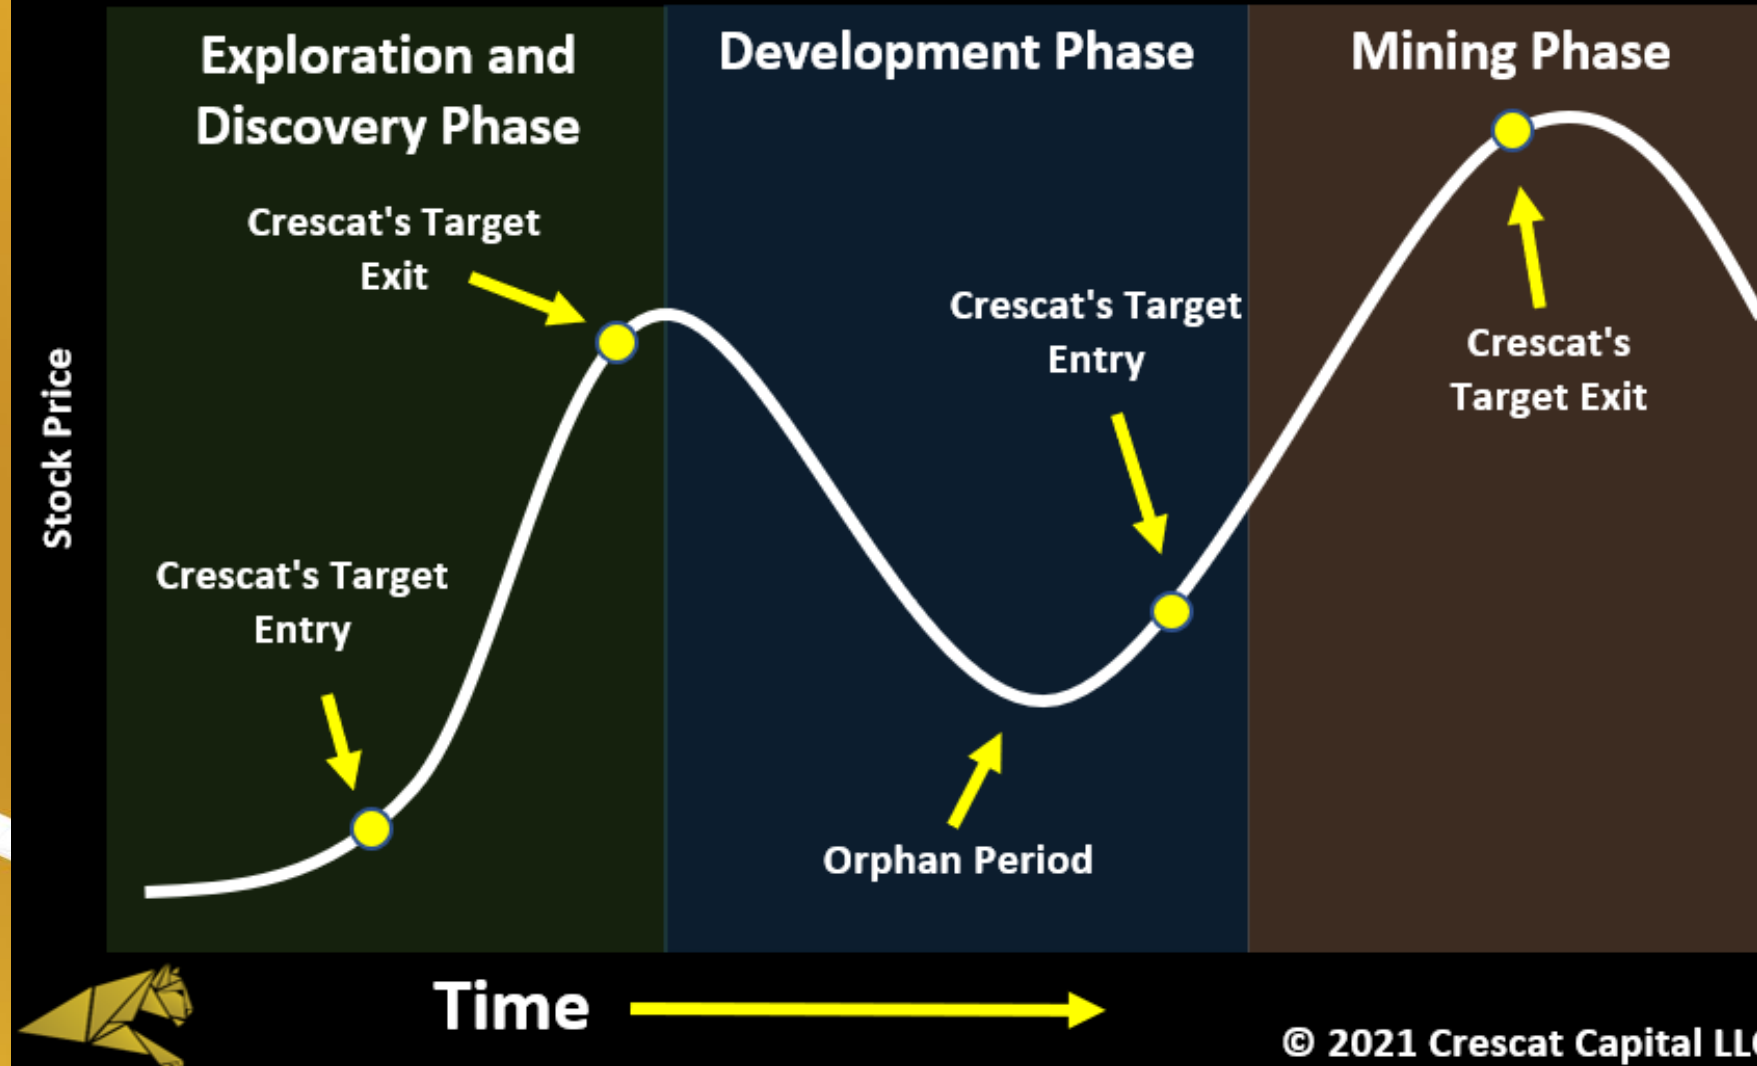 Exploration and
Discovery Phase
Development Phase
Mining Phase
Crescat's Target
Exit
Crescat's Target
Entry
Crescat's
Target Exit
Stock Price
Crescat's Target
Entry
Orphan Period
Time
© 2021 Crescat Capital